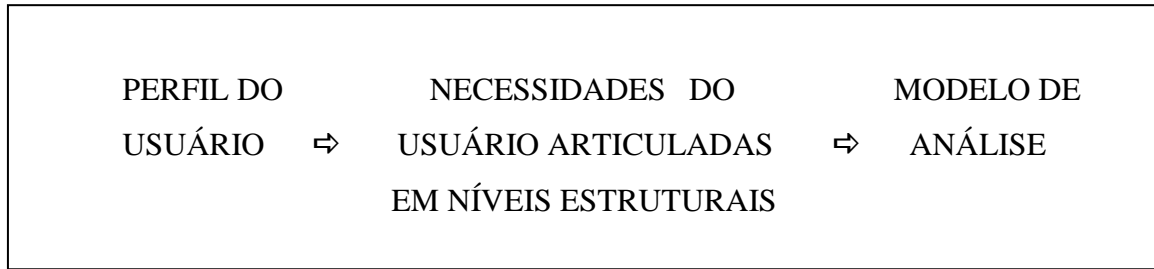 PERFIL DO NECESSIDADES DO MODELO DE
USUÁRIO ⇨ USUÁRIO ARTICULADAS ⇨ ANÁLISE
EM NÍVEIS ESTRUTURAIS